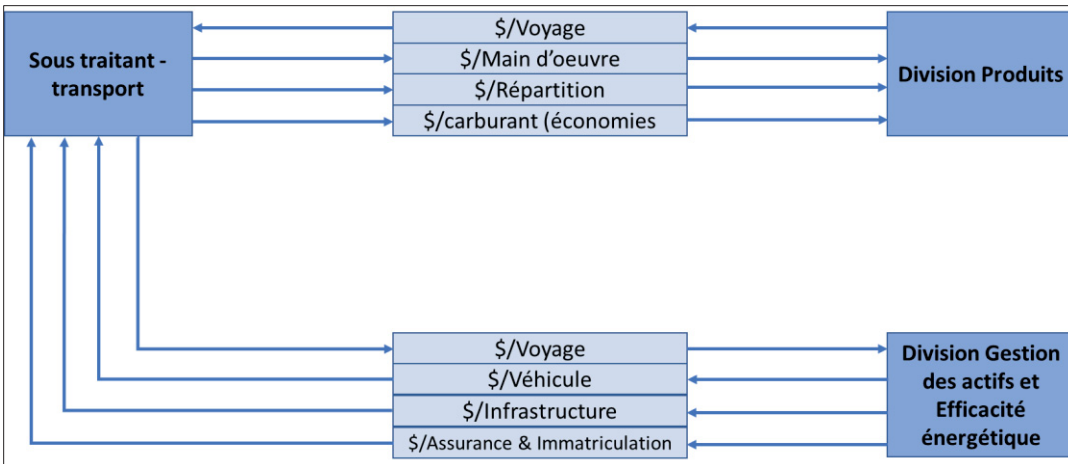 Sous traitant -
transport
$/Voyage
$/Main d'oeuvre
$/Répartition
$/carburant (économies
Division Produits
$/Voyage
$/Véhicule
$/Infrastructure
$/Assurance & Immatriculation
Division Gestion
des actifs et
Efficacité
énergétique